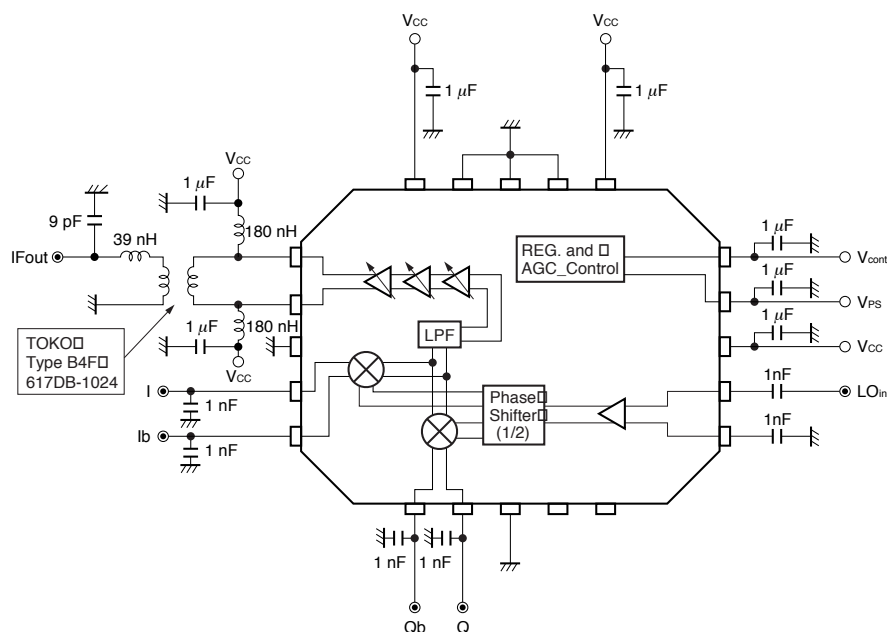 Vcc
Vcc
1 μF
1 μF
Vcc
1 μF
9 pF
39 nH
180 nH
IFout
REG. and □
AGC_Control
1 μF
Vcont
1 μF
VPS
1 μF
VCC
TOKO□
Type B4F□
617DB-1024
1 μF
180 nH
Vcc
LPF
I
1 nF
Ib
1 nF
Phase□
Shifter□
(1/2)
1nF
LOin
1nF
1 nF
1 nF
Qb
Q